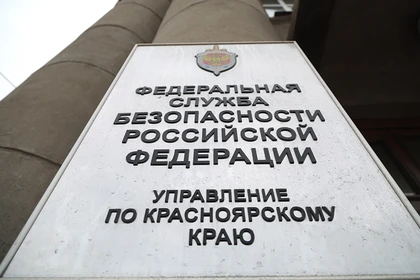 ФЕДЕРАЛЬНАЯ
СЛУЖБА
БЕЗОПАСНОСТИ
РОССИЙСКОЙ
ФЕДЕРАЦИИ
УПРАВЛЕНИЕ
ПО КРАСНОЯРСКОМУ
КРАЮ